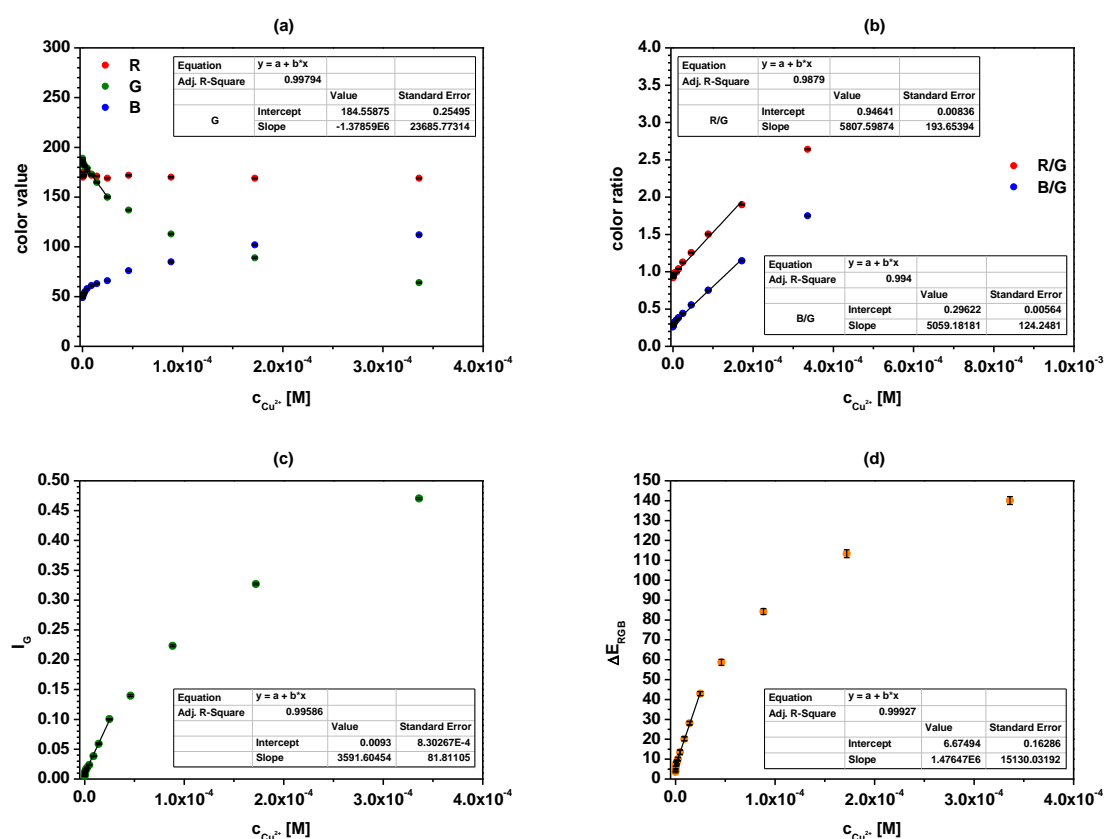 (a)
300
250
200
150
100
50
0
color value
R
G
B
Equation y = a + b*x
Adj. R-Square 0.99794
Value Standard Error
G Intercept 184.55875 0.25495
Slope -1.37859E6 23685.77314
0.0 1.0x10⁻⁴ 2.0x10⁻⁴ 3.0x10⁻⁴ 4.0x10⁻⁴
c_Cu²⁺ [M]
(b)
4.0
3.5
3.0
2.5
2.0
1.5
1.0
0.5
0.0
color ratio
Equation y = a + b*x
Adj. R-Square 0.9879
Value Standard Error
R/G Intercept 0.94641 0.00836
Slope 5807.59874 193.65394
R/G
B/G
Equation y = a + b*x
Adj. R-Square 0.994
Value Standard Error
B/G Intercept 0.29622 0.00564
Slope 5059.18181 124.2481
0.0 2.0x10⁻⁴ 4.0x10⁻⁴ 6.0x10⁻⁴ 8.0x10⁻⁴ 1.0x10⁻³
c_Cu²⁺ [M]
(c)
0.50
0.45
0.40
0.35
0.30
0.25
0.20
0.15
0.10
0.05
0.00
I_G
Equation y = a + b*x
Adj. R-Square 0.99586
Value Standard Error
Intercept 0.0093 8.30267E-4
Slope 3591.60454 81.81105
0.0 1.0x10⁻⁴ 2.0x10⁻⁴ 3.0x10⁻⁴ 4.0x10⁻⁴
c_Cu²⁺ [M]
(d)
150
140
130
120
110
100
90
80
70
60
50
40
30
20
10
0
ΔE_RGB
Equation y = a + b*x
Adj. R-Square 0.99927
Value Standard Error
Intercept 6.67494 0.16286
Slope 1.47647E6 15130.03192
0.0 1.0x10⁻⁴ 2.0x10⁻⁴ 3.0x10⁻⁴ 4.0x10⁻⁴
c_Cu²⁺ [M]